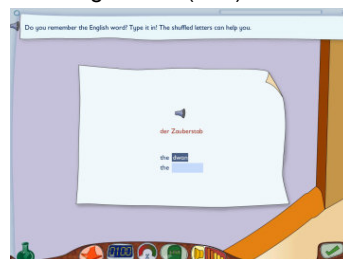 Do you remember the English word? Type it in! The shuffled letters can help you.
der Zauberstab
the dwan
the
0100